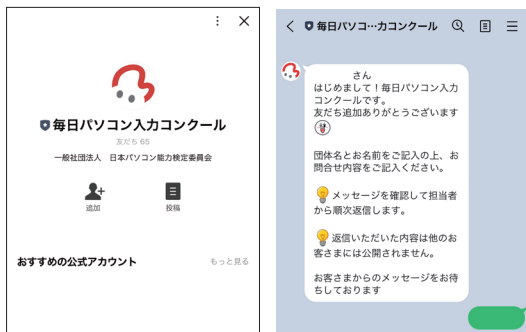 毎日パソコン入力コンクール
友だち 65
一般社団法人 日本パソコン能力検定委員会
追加
投稿
おすすめの公式アカウント
もっと見る
毎日パソコ…力コンクール
さん
はじめまして！毎日パソコン入力
コンクールです。
友だち追加ありがとうございます
団体名とお名前をご記入の上、お
問合せ内容をご記入ください。
メッセージを確認して担当者
から順次返信します。
返信いただいた内容は他のお
客さまには公開されません。
お客さまからのメッセージをお待
ちしております